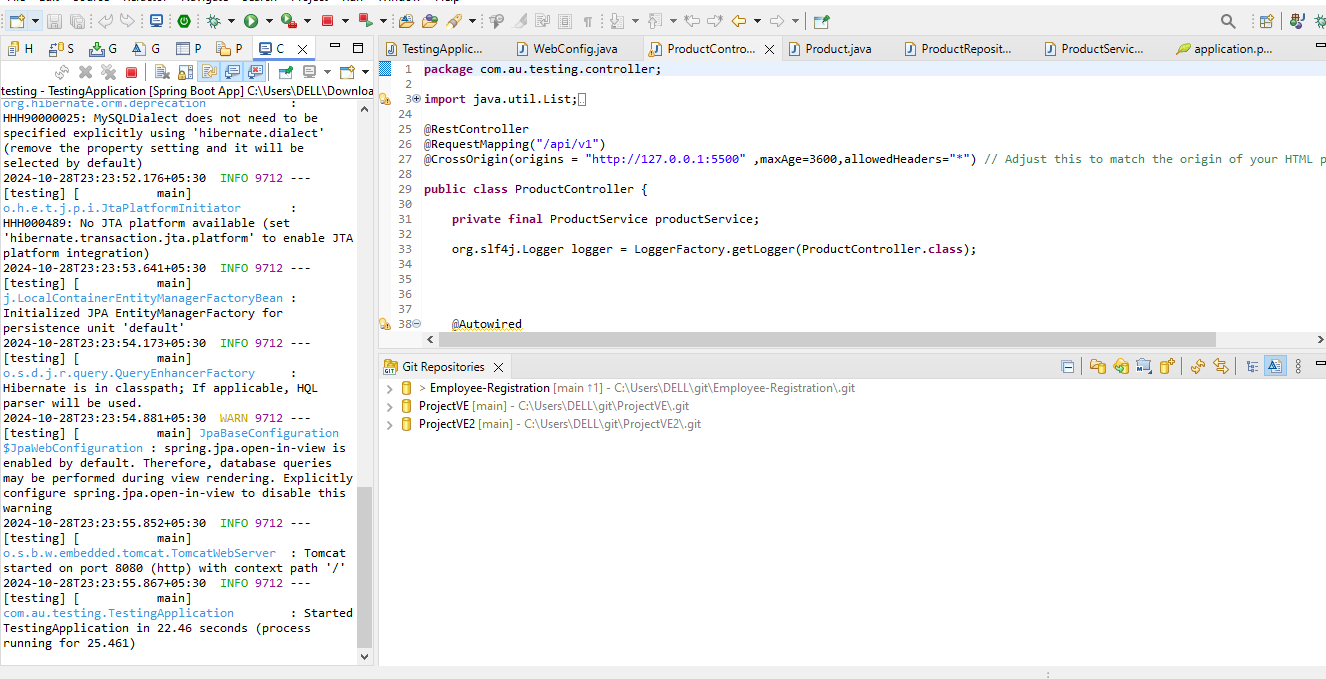 H S G G P P C
TestingApplic... WebConfig.java ProductContro... Product.java ProductReposit... ProductServic... application.p...
testing - TestingApplication [Spring Boot App] C:\Users\DELL\Downloa
org.hibernate.orm.deprecation :
HHH90000025: MySQLDialect does not need to be
specified explicitly using 'hibernate.dialect'
(remove the property setting and it will be
selected by default)
2024-10-28T23:23:52.176+05:30 INFO 9712 ---
[testing] [ main]
o.h.e.t.j.p.i.JtaPlatformInitiator :
HHH000489: No JTA platform available (set
'hibernate.transaction.jta.platform' to enable JTA
platform integration)
2024-10-28T23:23:53.641+05:30 INFO 9712 ---
[testing] [ main]
j.LocalContainerEntityManagerFactoryBean :
Initialized JPA EntityManagerFactory for
persistence unit 'default'
2024-10-28T23:23:54.173+05:30 INFO 9712 ---
[testing] [ main]
o.s.d.j.r.query.QueryEnhancerFactory :
Hibernate is in classpath; If applicable, HQL
parser will be used.
2024-10-28T23:23:54.881+05:30 WARN 9712 ---
[testing] [ main] JpaBaseConfiguration
$JpaWebConfiguration : spring.jpa.open-in-view is
enabled by default. Therefore, database queries
may be performed during view rendering. Explicitly
configure spring.jpa.open-in-view to disable this
warning
2024-10-28T23:23:55.852+05:30 INFO 9712 ---
[testing] [ main]
o.s.b.w.embedded.tomcat.TomcatWebServer : Tomcat
started on port 8080 (http) with context path '/'
2024-10-28T23:23:55.867+05:30 INFO 9712 ---
[testing] [ main]
com.au.testing.TestingApplication : Started
TestingApplication in 22.46 seconds (process
running for 25.461)
1 package com.au.testing.controller;
2
3 import java.util.List;
24
25 @RestController
26 @RequestMapping("/api/v1")
27 @CrossOrigin(origins = "http://127.0.0.1:5500" ,maxAge=3600,allowedHeaders="*") // Adjust this to match the origin of your HTML p
28
29 public class ProductController {
30
31 private final ProductService productService;
32
33 org.slf4j.Logger logger = LoggerFactory.getLogger(ProductController.class);
34
35
36
37
38 @Autowired
Git Repositories
> Employee-Registration [main ↑1] - C:\Users\DELL\git\Employee-Registration\.git
ProjectVE [main] - C:\Users\DELL\git\ProjectVE\.git
ProjectVE2 [main] - C:\Users\DELL\git\ProjectVE2\.git